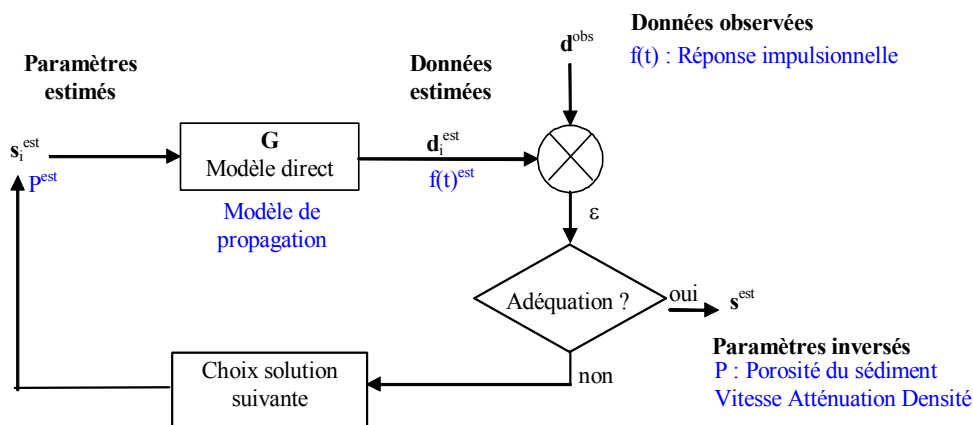 Données observées
d^obs
f(t) : Réponse impulsionnelle
Paramètres
estimés
Données
estimées
s_i^est
G
Modèle direct
d_i^est
P^est
f(t)^est
Modèle de
propagation
ε
Adéquation ?
oui
s^est
Paramètres inversés
P : Porosité du sédiment
Vitesse Atténuation Densité
non
Choix solution
suivante